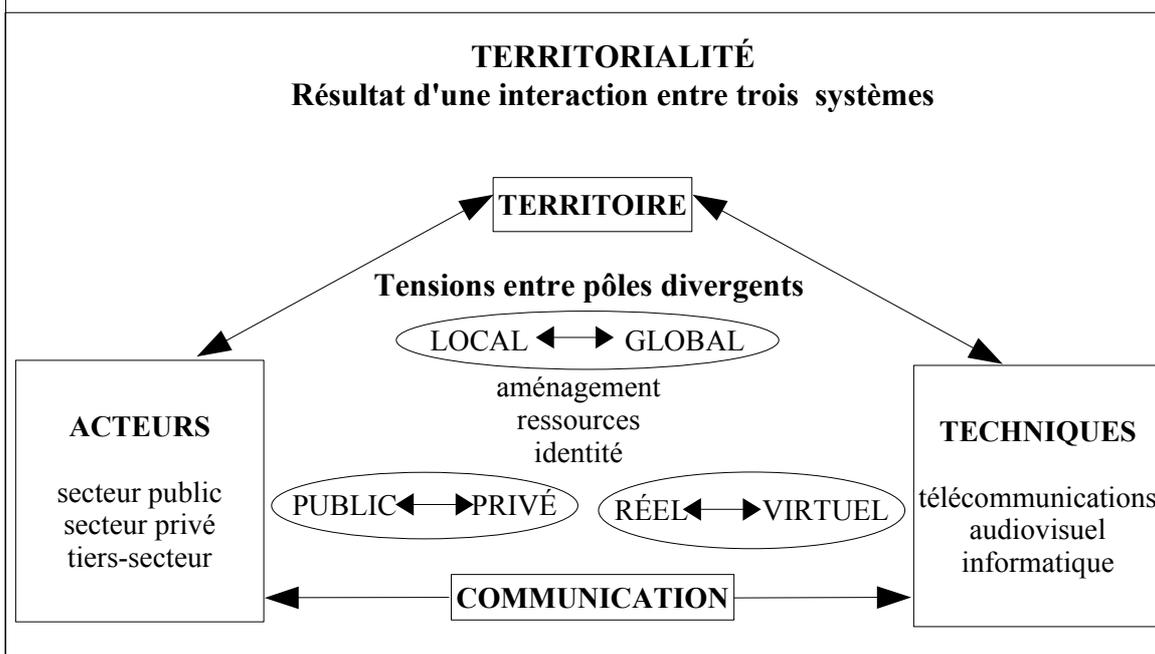 TERRITORIALITÉ
Résultat d'une interaction entre trois systèmes
TERRITOIRE
Tensions entre pôles divergents
LOCAL GLOBAL
aménagement
ressources
identité
ACTEURS
secteur public
secteur privé
tiers-secteur
PUBLIC PRIVÉ
RÉEL VIRTUEL
TECHNIQUES
télécommunications
audiovisuel
informatique
COMMUNICATION